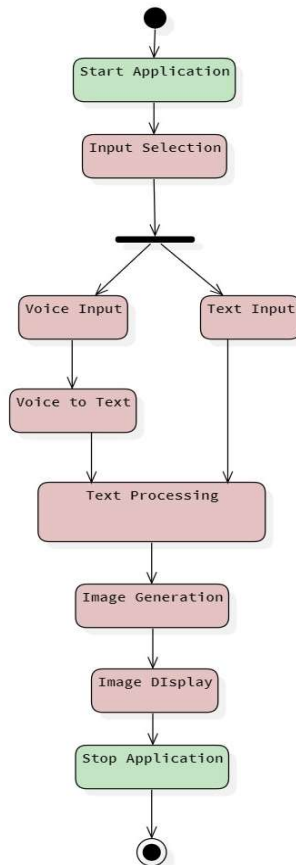 Start Application
Input Selection
Voice Input
Text Input
Voice to Text
Text Processing
Image Generation
Image DIsplay
Stop Application